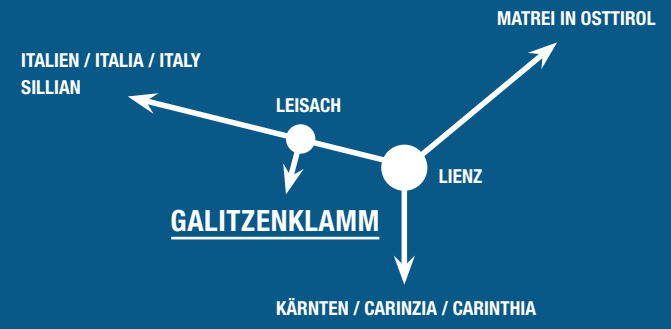 MATREI IN OSTTIROL
ITALIEN / ITALIA / ITALY
SILLIAN
LEISACH
LIENZ
GALITZENKLAMM
KÄRNTEN / CARINZIA / CARINTHIA